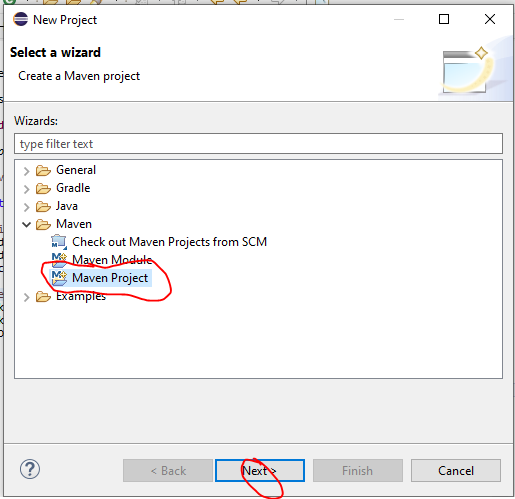 New Project
Select a wizard
Create a Maven project
Wizards:
type filter text
General
Gradle
Java
Maven
Check out Maven Projects from SCM
Maven Module
Maven Project
Examples
< Back
Next >
Finish
Cancel